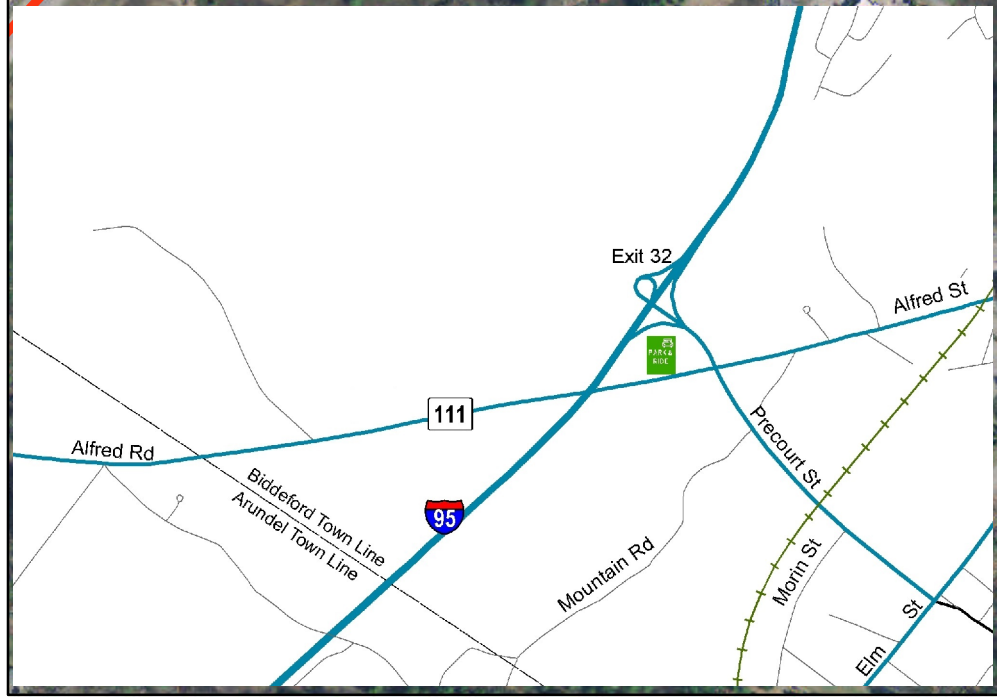 Exit 32
Alfred St
PARK &
RIDE
111
Alfred Rd
Precourt St
Biddeford Town Line
Arundel Town Line
95
Mountain Rd
Morin St
Elm St